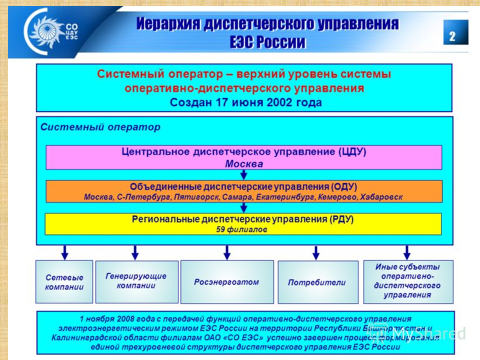 СО
ЦДУ
ЕЭС
Иерархия диспетчерского управления
ЕЭС России
2
Системный оператор – верхний уровень системы
оперативно-диспетчерского управления
Создан 17 июня 2002 года
Системный оператор
Центральное диспетчерское управление (ЦДУ)
Москва
Объединенные диспетчерские управления (ОДУ)
Москва, С-Петербург, Пятигорск, Самара, Екатеринбург, Кемерово, Хабаровск
Региональные диспетчерские управления (РДУ)
59 филиалов
Сетевые
компании
Генерирующие
компании
Росэнергоатом
Потребители
Иные субъекты
оперативно-
диспетчерского
управления
1 ноября 2008 года с передачей функций оперативно-диспетчерского управления
электроэнергетическим режимом ЕЭС России на территории Республики Башкортостан и
Калининградской области филиалам ОАО «СО ЕЭС» успешно завершен процесс формирования
единой трехуровневой структуры диспетчерского управления ЕЭС России
MyShared